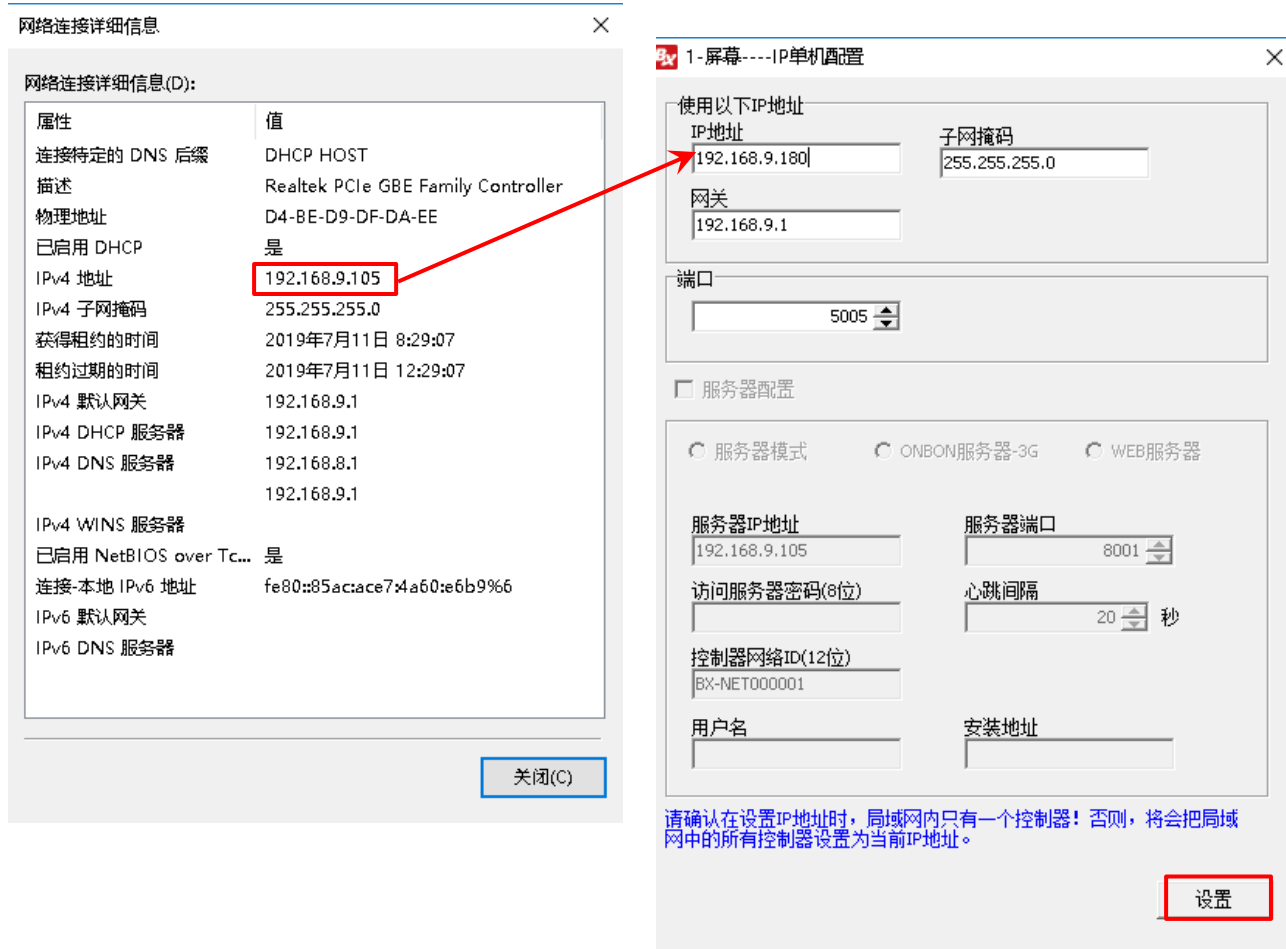 网络连接详细信息
网络连接详细信息(D):
属性 值
连接特定的 DNS 后缀 DHCP HOST
描述 Realtek PCIe GBE Family Controller
物理地址 D4-BE-D9-DF-DA-EE
已启用 DHCP 是
IPv4 地址 192.168.9.105
IPv4 子网掩码 255.255.255.0
获得租约的时间 2019年7月11日 8:29:07
租约过期的时间 2019年7月11日 12:29:07
IPv4 默认网关 192.168.9.1
IPv4 DHCP 服务器 192.168.9.1
IPv4 DNS 服务器 192.168.8.1
192.168.9.1
IPv4 WINS 服务器
已启用 NetBIOS over Tc... 是
连接-本地 IPv6 地址 fe80::85ac:ace7:4a60:e6b9%6
IPv6 默认网关
IPv6 DNS 服务器
关闭(C)
BX 1-屏幕----IP单机配置
使用以下IP地址
IP地址 子网掩码
192.168.9.180 255.255.255.0
网关
192.168.9.1
端口
5005
服务器配置
服务器模式 ONBON服务器-3G WEB服务器
服务器IP地址 服务器端口
192.168.9.105 8001
访问服务器密码(8位) 心跳间隔
20 秒
控制器网络ID(12位)
BX-NET000001
用户名 安装地址
请确认在设置IP地址时，局域网内只有一个控制器！否则，将会把局域
网中的所有控制器设置为当前IP地址。
设置